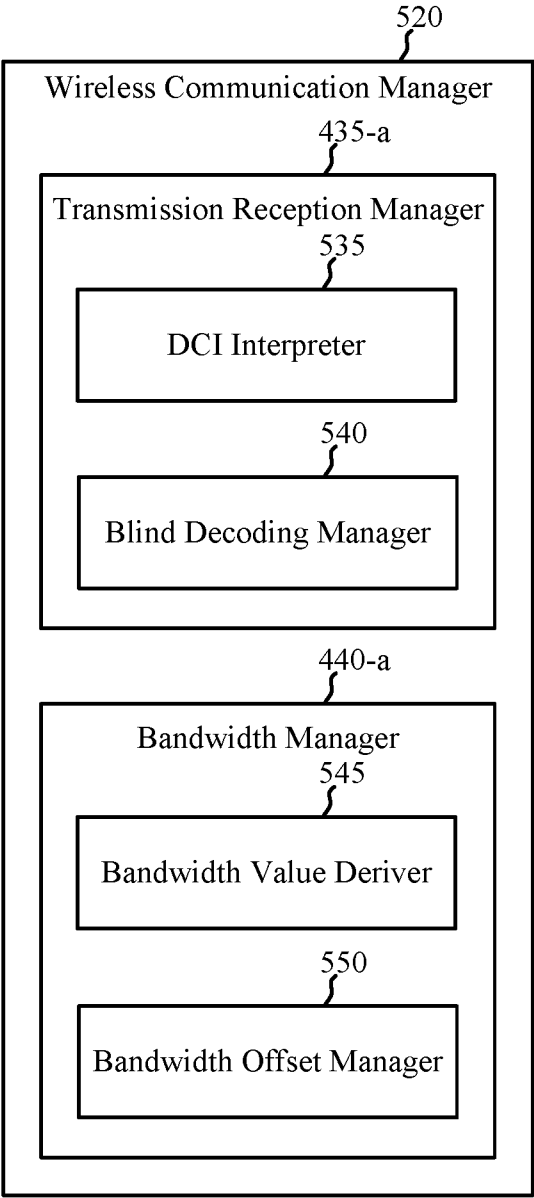 520
Wireless Communication Manager
435-a
Transmission Reception Manager
535
DCI Interpreter
540
Blind Decoding Manager
440-a
Bandwidth Manager
545
Bandwidth Value Deriver
550
Bandwidth Offset Manager